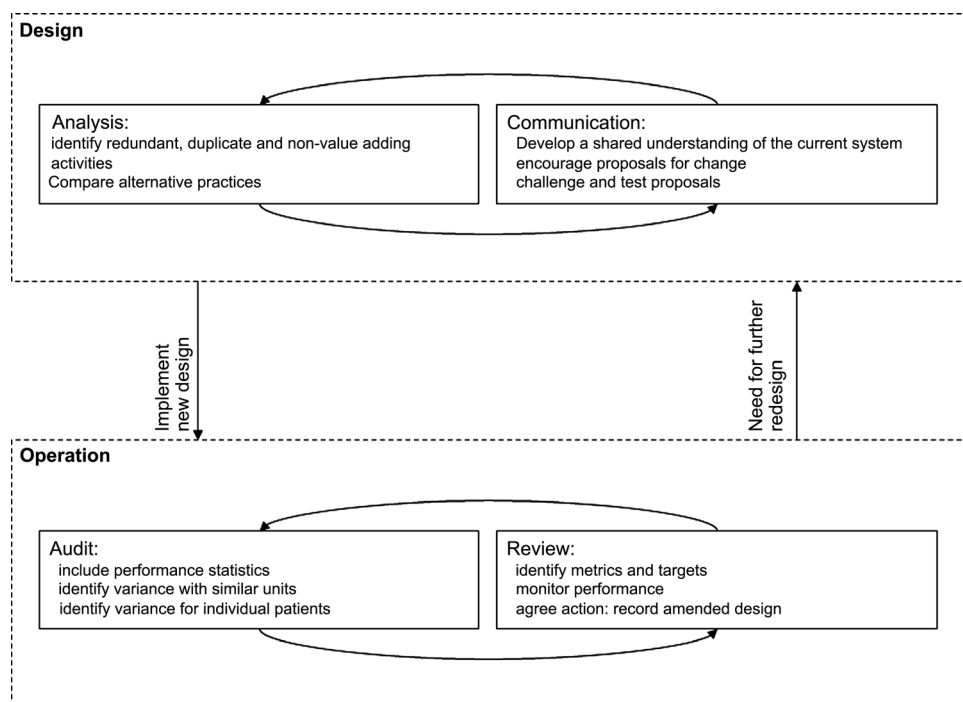 Design
Analysis:
identify redundant, duplicate and non-value adding
activities
Compare alternative practices
Communication:
Develop a shared understanding of the current system
encourage proposals for change
challenge and test proposals
Implement
new design
Need for further
redesign
Operation
Audit:
include performance statistics
identify variance with similar units
identify variance for individual patients
Review:
identify metrics and targets
monitor performance
agree action: record amended design